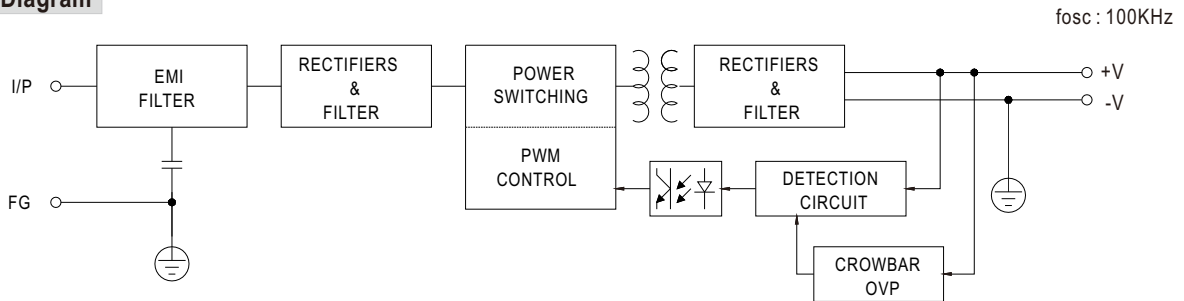 Diagram
fosc : 100KHz
I/P
EMI
FILTER
RECTIFIERS
&
FILTER
POWER
SWITCHING
PWM
CONTROL
RECTIFIERS
&
FILTER
+V
-V
DETECTION
CIRCUIT
CROWBAR
OVP
FG